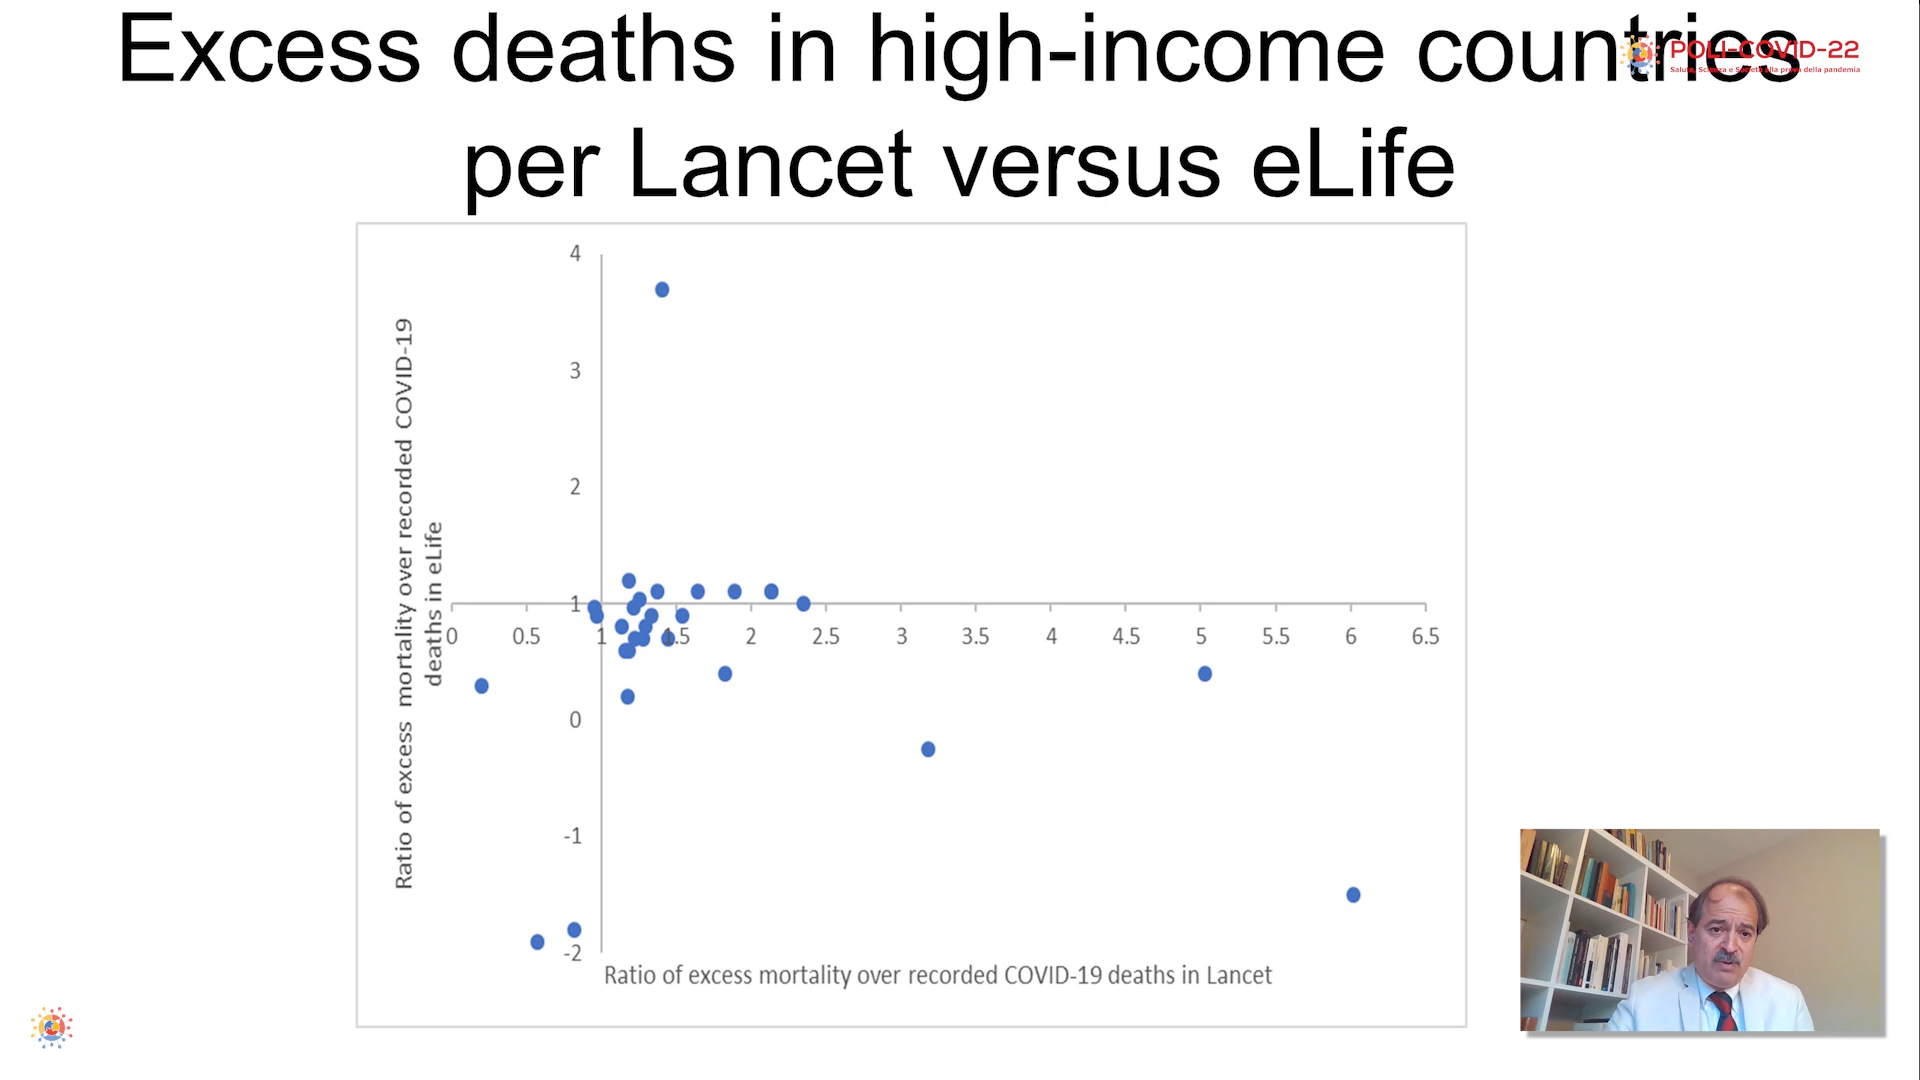 Excess deaths in high-income countries
per Lancet versus eLife
POLI-COVID-22
Salute, Scienza e Società alla prova della pandemia
Ratio of excess mortality over recorded COVID-19
deaths in eLife
4
3
2
1
0
-1
-2
0 0.5 1 1.5 2 2.5 3 3.5 4 4.5 5 5.5 6 6.5
Ratio of excess mortality over recorded COVID-19 deaths in Lancet